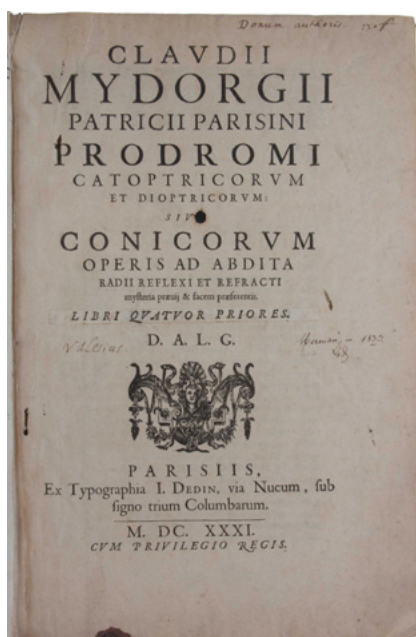 Donum authoris.
CLAVDII
MYDORGII
PATRICII PARISINI
PRODROMI
CATOPTRICORVM
ET DIOPTRICORVM:
SIV
CONICORVM
OPERIS AD ABDITA
RADII REFLEXI ET REFRACTI
mysteria præuij & facem præferentis.
LIBRI QVATVOR PRIORES.
D. A. L. G.
PARISIIS,
Ex Typographia I. DEDIN, via Nucum, sub
signo trium Columbarum.
M. DC. XXXI.
CVM PRIVILEGIO REGIS.